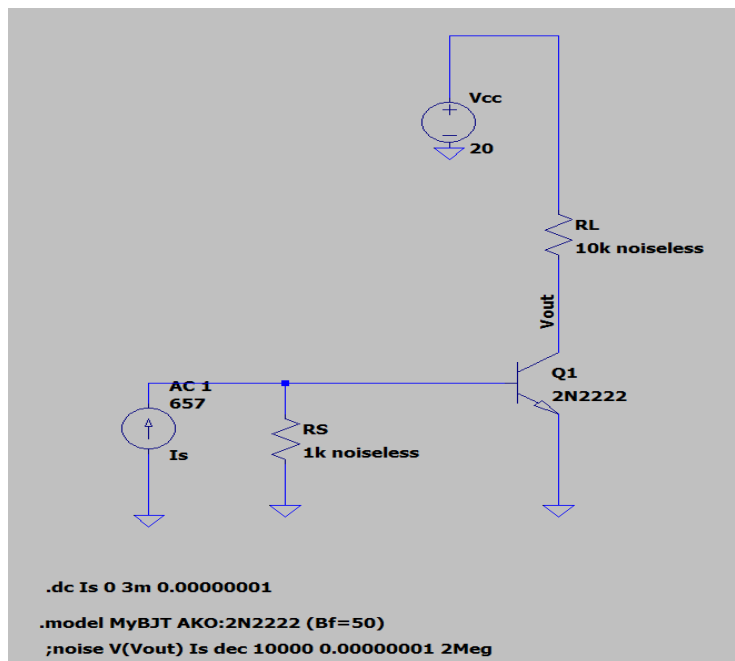 Vcc
20
RL
10k noiseless
Vout
Q1
2N2222
AC 1
657
Is
RS
1k noiseless
.dc Is 0 3m 0.00000001
.model MyBJT AKO:2N2222 (Bf=50)
;noise V(Vout) Is dec 10000 0.00000001 2Meg